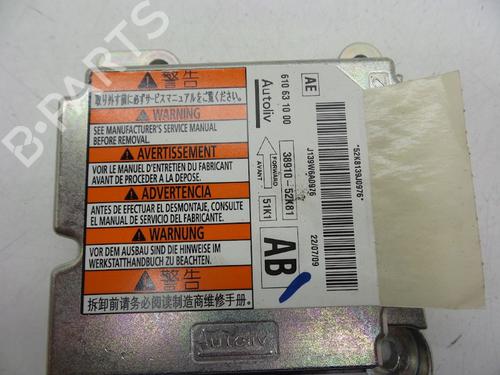 警告
取り外す前に必ずサービスマニュアルをご覧ください。
WARNING
SEE MANUFACTURER'S SERVICE MANUAL
BEFORE REMOVAL.
AVERTISSEMENT
VOIR LE MANUEL D'ENTRETIEN DU FABRICANT
AVANT DE PROCEDER A LA DEPOSE.
ADVERTENCIA
ANTES DE EFECTUAR EL DESMONTAJE, CONSULTE
EL MANUAL DE SERVICIO DEL FABRICANTE.
WARNUNG
VOR DEM AUSBAU SIND DIE HINWEISE IM
WERKSTATTHANDBUCH ZU BEACHTEN.
警告
拆卸前请务必阅读制造商维修手册.
Autoliv
610 63 10 00
AE
Autoliv
38910-52K81
FORWARD
AVANT
51K1
AB
J139W6A0976
22/07/09
*52K8139J0976*
B-PARTS